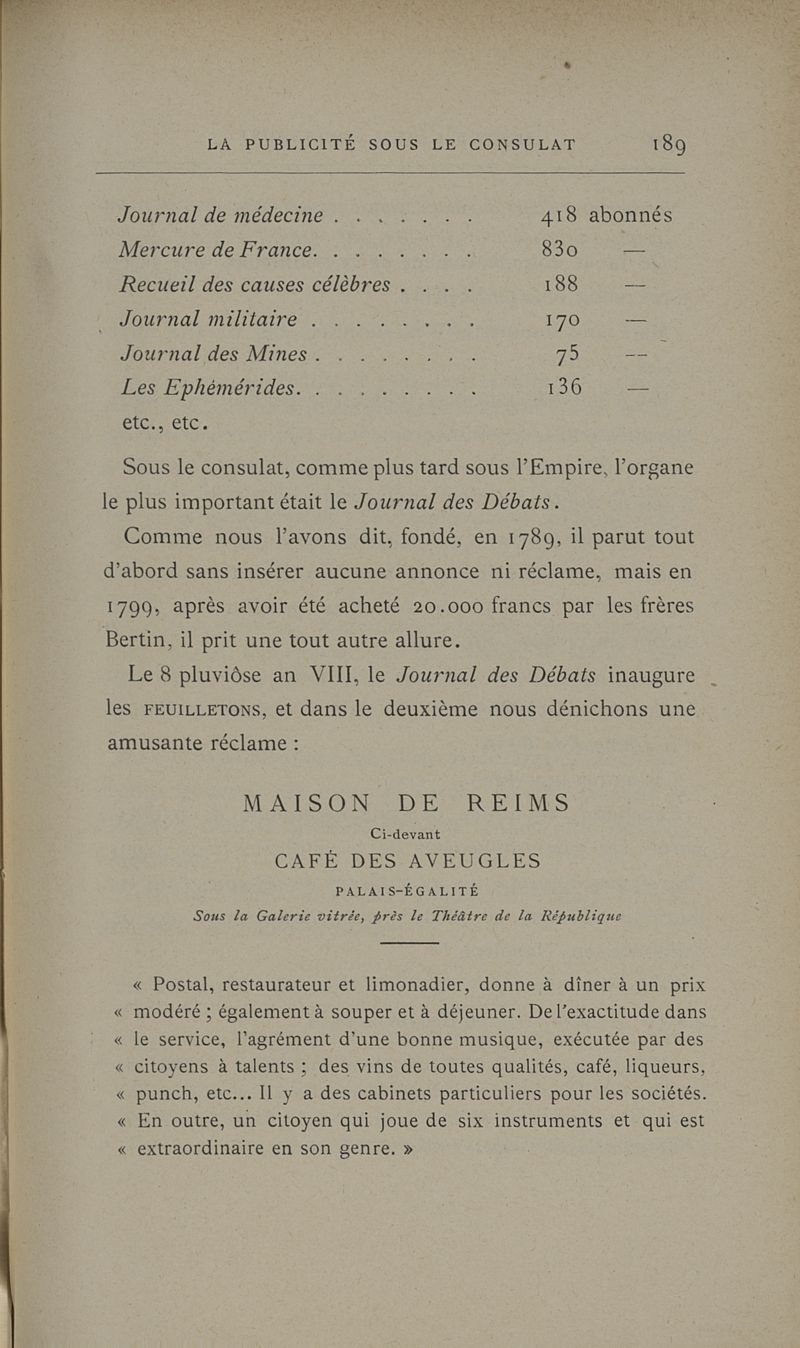 LA PUBLICITÉ SOUS LE CONSULAT 189
Journal de médecine . . . . . . . 418 abonnés
Mercure de France. . . . . . . . 830 —
Recueil des causes célèbres . . . . 188 —
Journal militaire . . . . . . . . 170 —
Journal des Mines . . . . . . . . 75 —
Les Ephémérides. . . . . . . . . 136 —
etc., etc.
Sous le consulat, comme plus tard sous l'Empire, l'organe
le plus important était le Journal des Débats.
Comme nous l'avons dit, fondé, en 1789, il parut tout
d'abord sans insérer aucune annonce ni réclame, mais en
1799, après avoir été acheté 20.000 francs par les frères
Bertin, il prit une tout autre allure.
Le 8 pluviôse an VIII, le Journal des Débats inaugure
les FEUILLETONS, et dans le deuxième nous dénichons une
amusante réclame :
MAISON DE REIMS
Ci-devant
CAFÉ DES AVEUGLES
PALAIS-ÉGALITÉ
Sous la Galerie vitrée, près le Théâtre de la République
« Postal, restaurateur et limonadier, donne à dîner à un prix
« modéré ; également à souper et à déjeuner. De l'exactitude dans
« le service, l'agrément d'une bonne musique, exécutée par des
« citoyens à talents ; des vins de toutes qualités, café, liqueurs,
« punch, etc... Il y a des cabinets particuliers pour les sociétés.
« En outre, un citoyen qui joue de six instruments et qui est
« extraordinaire en son genre. »